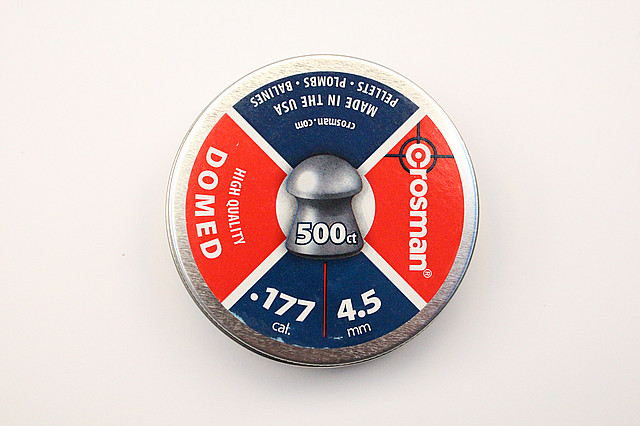 PELLETS • PLOMBS • BALINES
MADE IN THE USA
crosman.com
crosman®
HIGH QUALITY
DOMED
500ct
.177
cal.
4.5
mm